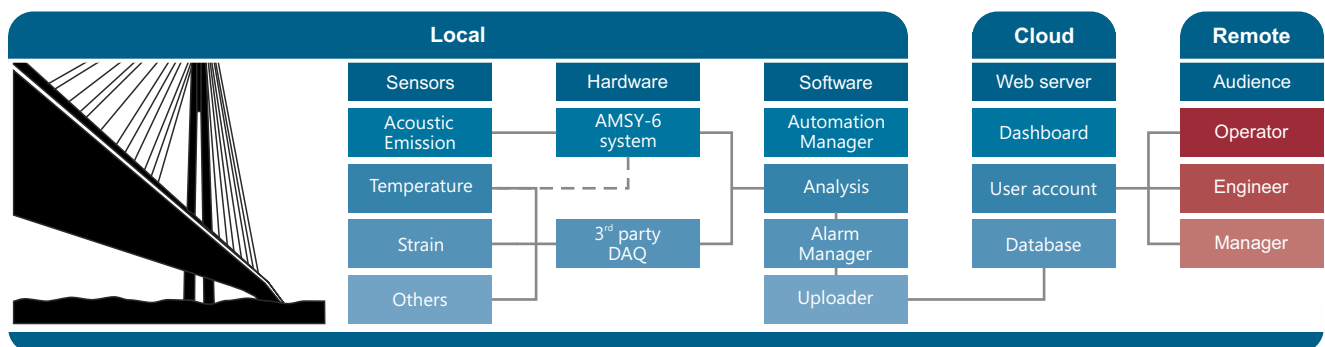 Local
Cloud
Remote
Sensors
Hardware
Software
Web server
Audience
Acoustic
Emission
AMSY-6
system
Automation
Manager
Dashboard
Operator
Temperature
Analysis
User account
Engineer
Strain
3rd party
DAQ
Alarm
Manager
Database
Manager
Others
Uploader